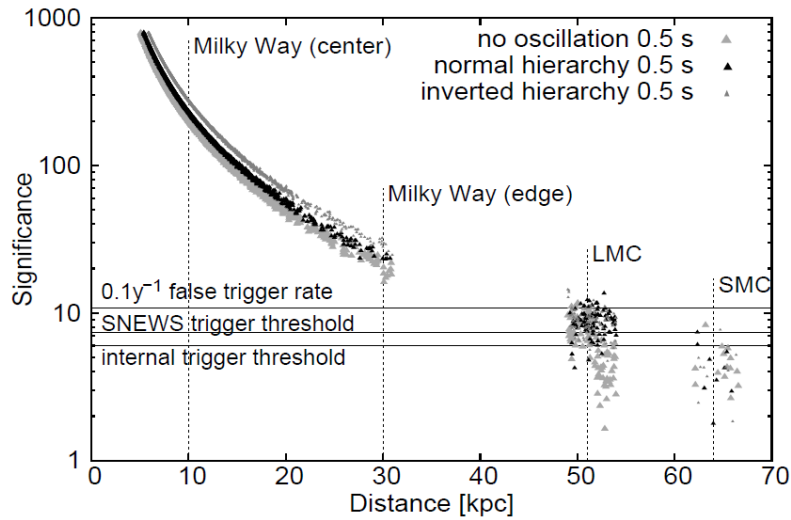 1000
Milky Way (center)
no oscillation 0.5 s
normal hierarchy 0.5 s
inverted hierarchy 0.5 s
100
Milky Way (edge)
Significance
LMC
SMC
0.1y⁻¹ false trigger rate
10
SNEWS trigger threshold
internal trigger threshold
1
0 10 20 30 40 50 60 70
Distance [kpc]